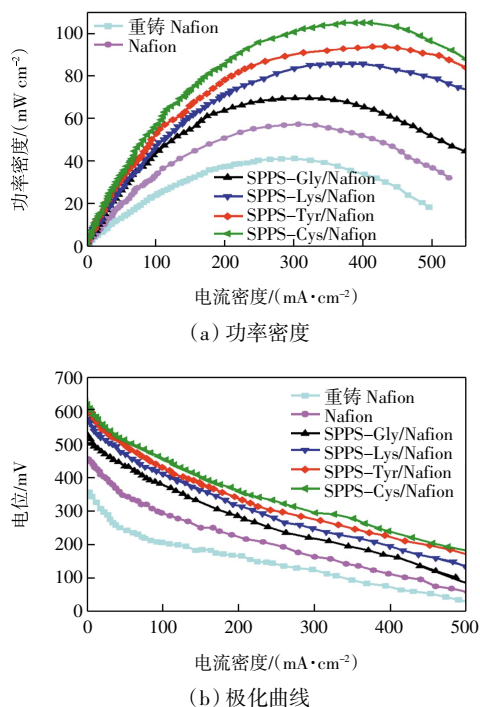 重铸 Nafion
Nafion
功率密度/(mW cm⁻²)
100
80
60
40
20
0
SPPS-Gly/Nafion
SPPS-Lys/Nafion
SPPS-Tyr/Nafion
SPPS-Cys/Nafion
0 100 200 300 400 500
电流密度/(mA·cm⁻²)
(a) 功率密度
700
600
500
400
300
200
100
0
电位/mV
重铸 Nafion
Nafion
SPPS-Gly/Nafion
SPPS-Lys/Nafion
SPPS-Tyr/Nafion
SPPS-Cys/Nafion
0 100 200 300 400 500
电流密度/(mA·cm⁻²)
(b) 极化曲线